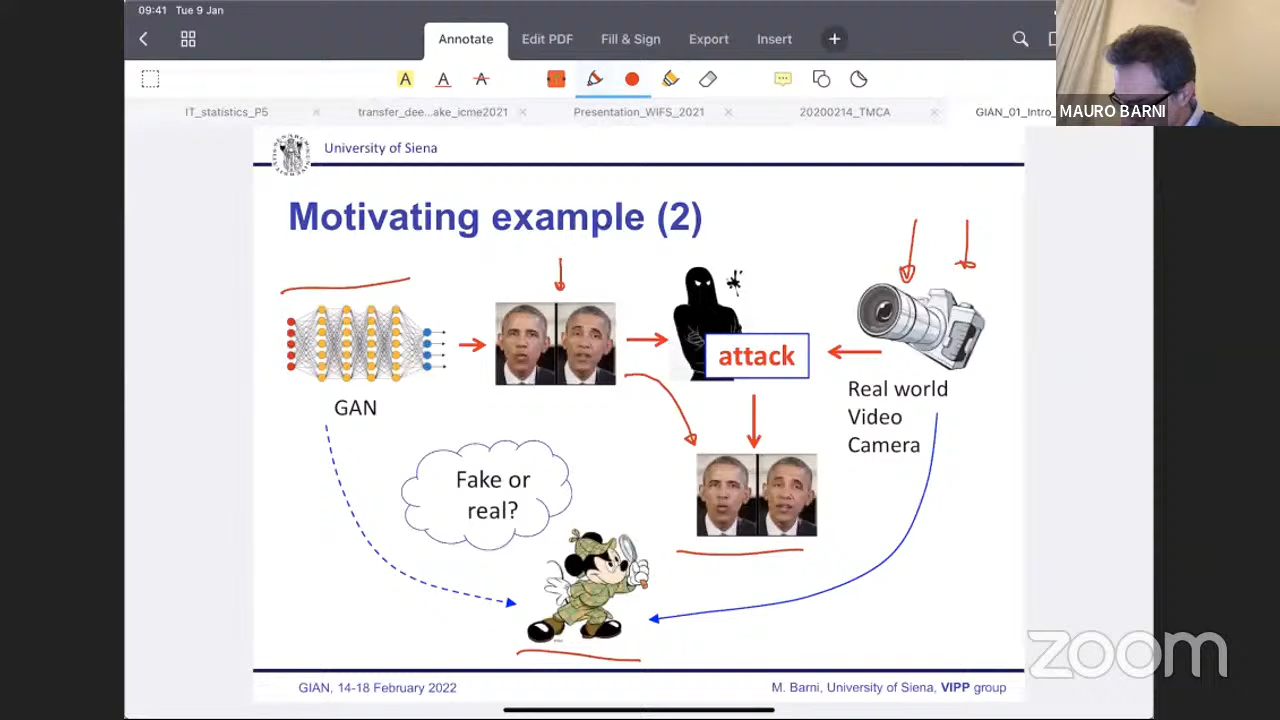 09:41 Tue 9 Jan
Annotate Edit PDF Fill & Sign Export Insert
A A A
IT_statistics_P5 transfer_dee...ake_icme2021 Presentation_WIFS_2021 20200214_TMCA GIAN_01_Intro_
MAURO BARNI
University of Siena
Motivating example (2)
attack
GAN
Real world
Video
Camera
Fake or
real?
GIAN, 14-18 February 2022
M. Barni, University of Siena, VIPP group
zoom